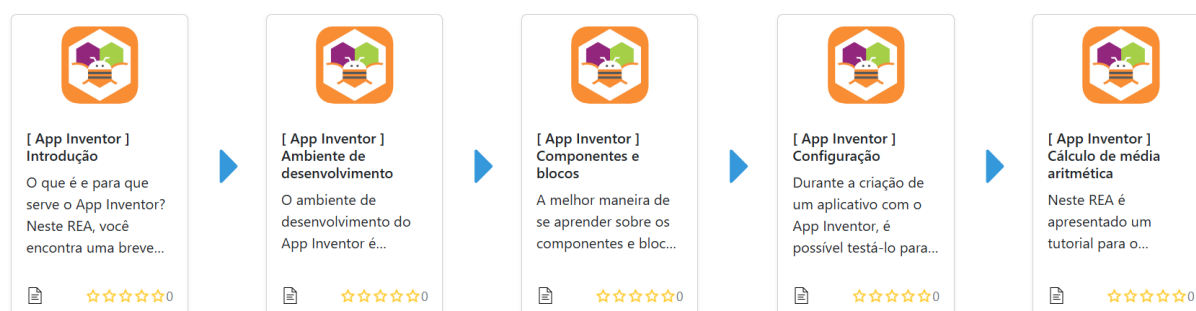 [ App Inventor ]
Introdução
O que é e para que
serve o App Inventor?
Neste REA, você
encontra uma breve...
0
[ App Inventor ]
Ambiente de
desenvolvimento
O ambiente de
desenvolvimento do
App Inventor é...
0
[ App Inventor ]
Componentes e
blocos
A melhor maneira de
se aprender sobre os
componentes e bloc...
0
[ App Inventor ]
Configuração
Durante a criação de
um aplicativo com o
App Inventor, é
possível testá-lo para...
0
[ App Inventor ]
Cálculo de média
aritmética
Neste REA é
apresentado um
tutorial para o...
0